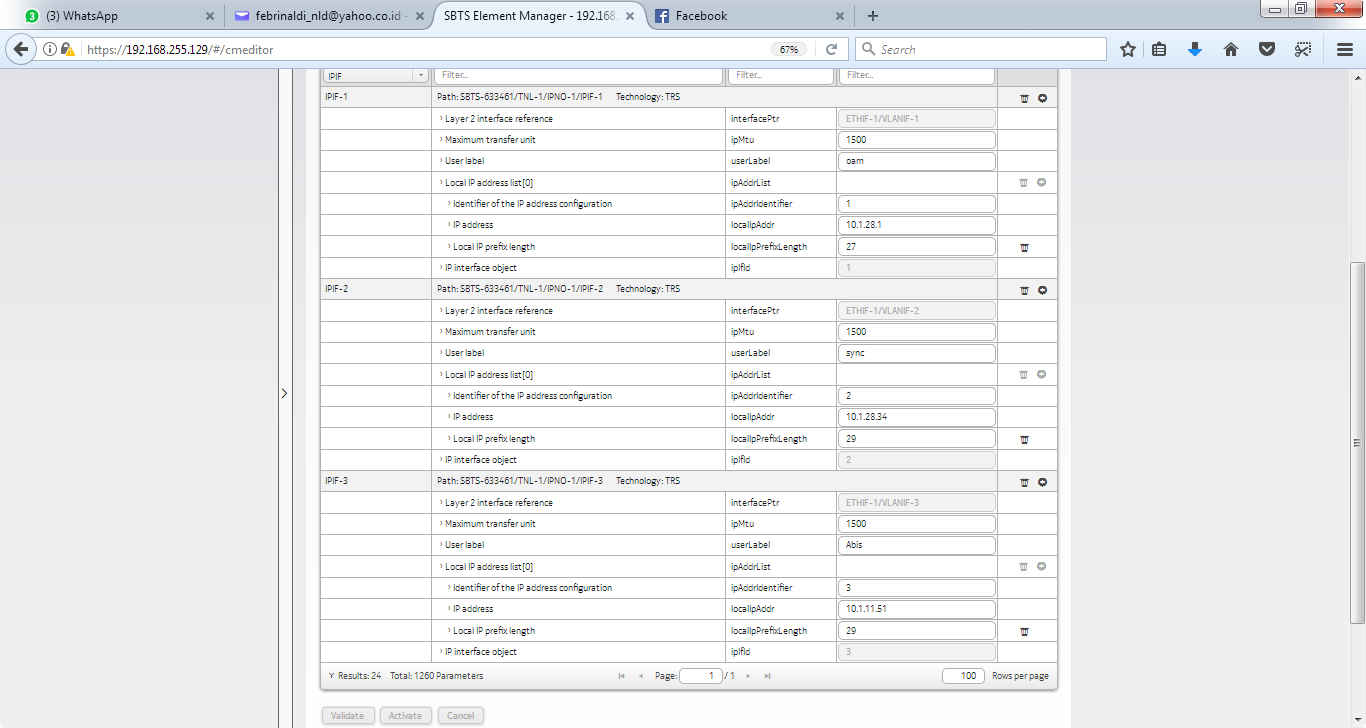 3 (3) WhatsApp
febrinaldi_nld@yahoo.co.id -
SBTS Element Manager - 192.168.
Facebook
https://192.168.255.129/#/cmeditor 67% Search
IPIF Filter... Filter... Filter...
IPIF-1 Path: SBTS-633461/TNL-1/IPNO-1/IPIF-1 Technology: TRS
Layer 2 interface reference interfacePtr ETHIF-1/VLANIF-1
Maximum transfer unit ipMtu 1500
User label userLabel oam
Local IP address list[0] ipAddrList
Identifier of the IP address configuration ipAddrIdentifier 1
IP address localIpAddr 10.1.28.1
Local IP prefix length localIpPrefixLength 27
IP interface object ipIfId 1
IPIF-2 Path: SBTS-633461/TNL-1/IPNO-1/IPIF-2 Technology: TRS
Layer 2 interface reference interfacePtr ETHIF-1/VLANIF-2
Maximum transfer unit ipMtu 1500
User label userLabel sync
Local IP address list[0] ipAddrList
Identifier of the IP address configuration ipAddrIdentifier 2
IP address localIpAddr 10.1.28.34
Local IP prefix length localIpPrefixLength 29
IP interface object ipIfId 2
IPIF-3 Path: SBTS-633461/TNL-1/IPNO-1/IPIF-3 Technology: TRS
Layer 2 interface reference interfacePtr ETHIF-1/VLANIF-3
Maximum transfer unit ipMtu 1500
User label userLabel Abis
Local IP address list[0] ipAddrList
Identifier of the IP address configuration ipAddrIdentifier 3
IP address localIpAddr 10.1.11.51
Local IP prefix length localIpPrefixLength 29
IP interface object ipIfId 3
Results: 24 Total: 1260 Parameters Page: 1 / 1 100 Rows per page
Validate Activate Cancel